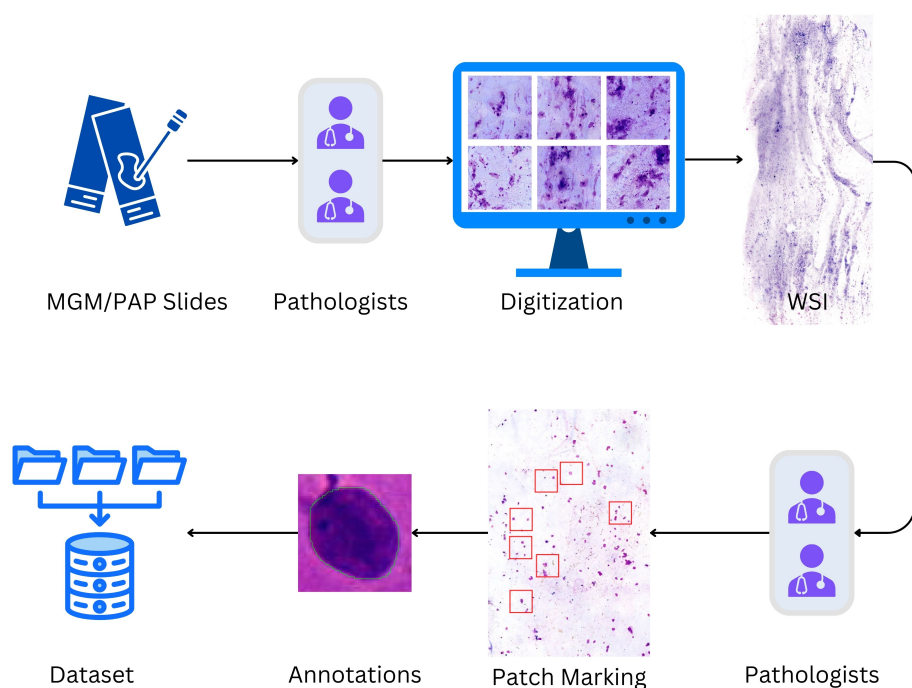 MGM/PAP Slides
Pathologists
Digitization
WSI
Dataset
Annotations
Patch Marking
Pathologists